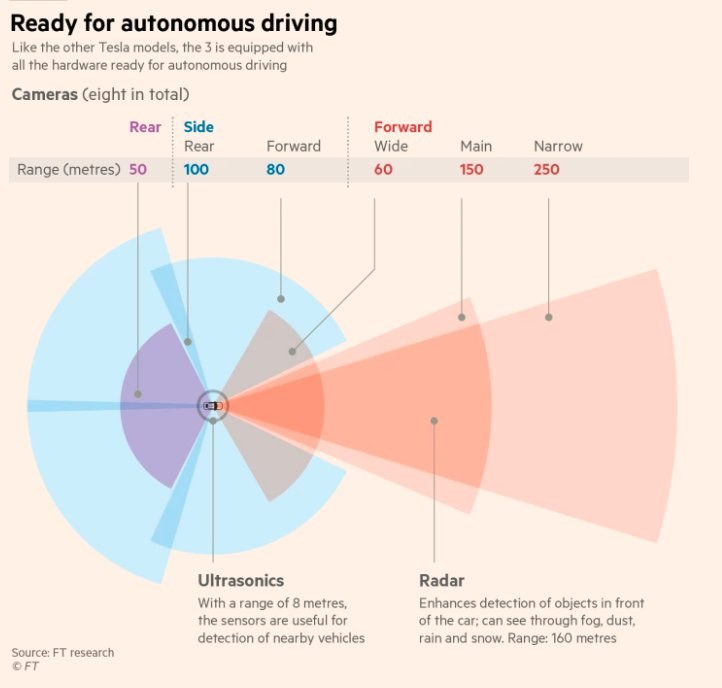 Ready for autonomous driving
Like the other Tesla models, the 3 is equipped with
all the hardware ready for autonomous driving
Cameras (eight in total)
Rear Side Forward
Rear Forward Wide Main Narrow
Range (metres) 50 100 80 60 150 250
Ultrasonics
With a range of 8 metres,
the sensors are useful for
detection of nearby vehicles
Radar
Enhances detection of objects in front
of the car; can see through fog, dust,
rain and snow. Range: 160 metres
Source: FT research
© FT